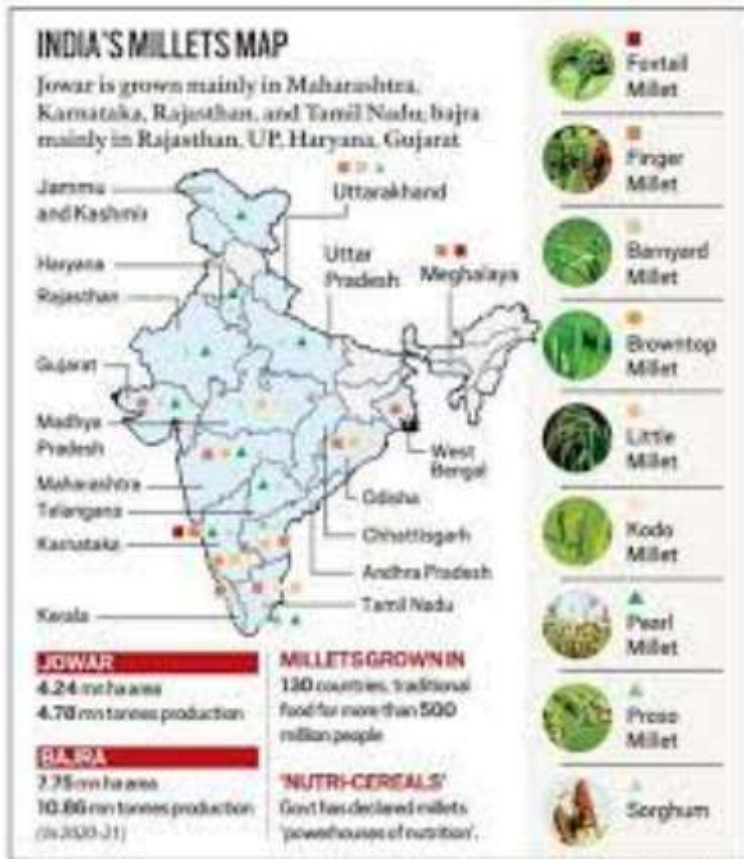 INDIA'S MILLETS MAP
Jowar is grown mainly in Maharashtra,
Karnataka, Rajasthan, and Tamil Nadu; bajra
mainly in Rajasthan, UP, Haryana, Gujarat
Jammu
and Kashmir
Haryana
Rajasthan
Gujarat
Madhya
Pradesh
Maharashtra
Telangana
Karnataka
Kerala
Uttarakhand
Uttar
Pradesh
Meghalaya
West
Bengal
Odisha
Chhattisgarh
Andhra Pradesh
Tamil Nadu
JOWAR
4.24 mn ha area
4.78 mn tonnes production
BAJRA
7.75 mn ha area
10.86 mn tonnes production
(in 2020-21)
MILLETS GROWN IN
130 countries, traditional
food for more than 500
million people
'NUTRI-CEREALS'
Govt has declared millets
'powerhouses of nutrition'.
Foxtail
Millet
Finger
Millet
Barnyard
Millet
Browntop
Millet
Little
Millet
Kodo
Millet
Pearl
Millet
Proso
Millet
Sorghum